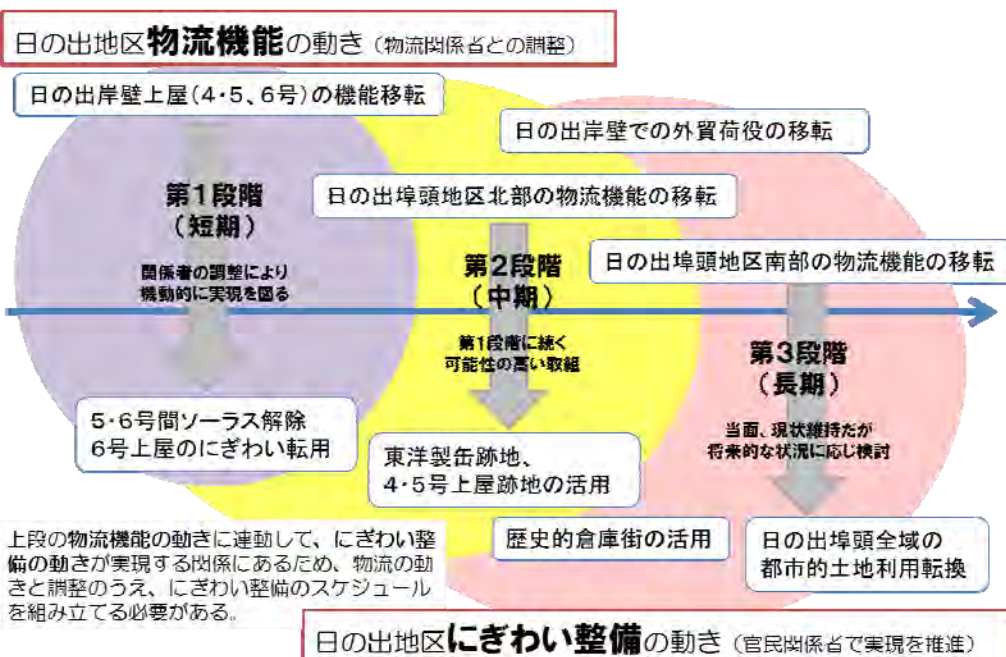 日の出地区物流機能の動き（物流関係省との調整）
日の出岸壁上屋（4・5、6号）の機能移転
日の出岸壁での外貿荷役の移転
第1段階
（短期）
関係者の調整により
機動的に実現を図る
日の出埠頭地区北部の物流機能の移転
第2段階
（中期）
第1段階に続く
可能性の高い取組
日の出埠頭地区南部の物流機能の移転
第3段階
（長期）
当面、現状維持だが
将来的な状況に応じ検討
5・6号間ソーラス解除
6号上屋のにぎわい転用
東洋製缶跡地、
4・5号上屋跡地の活用
歴史的倉庫街の活用
日の出埠頭全域の
都市的土地利用転換
上段の物流機能の動きに連動して、にぎわい整
備の動きが実現する関係にあるため、物流の動
きと調整のうえ、にぎわい整備のスケジュール
を組み立てる必要がある。
日の出地区にぎわい整備の動き（官民関係省で実現を推進）